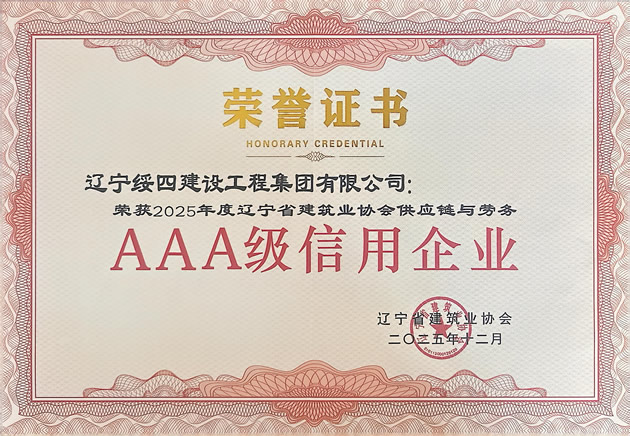 荣誉证书
HONORARY CREDENTIAL
辽宁绥四建设工程集团有限公司:
荣获2025年度辽宁省建筑业协会供应链与劳务
AAA级信用企业
辽宁省建筑业协会
二〇二五年十二月